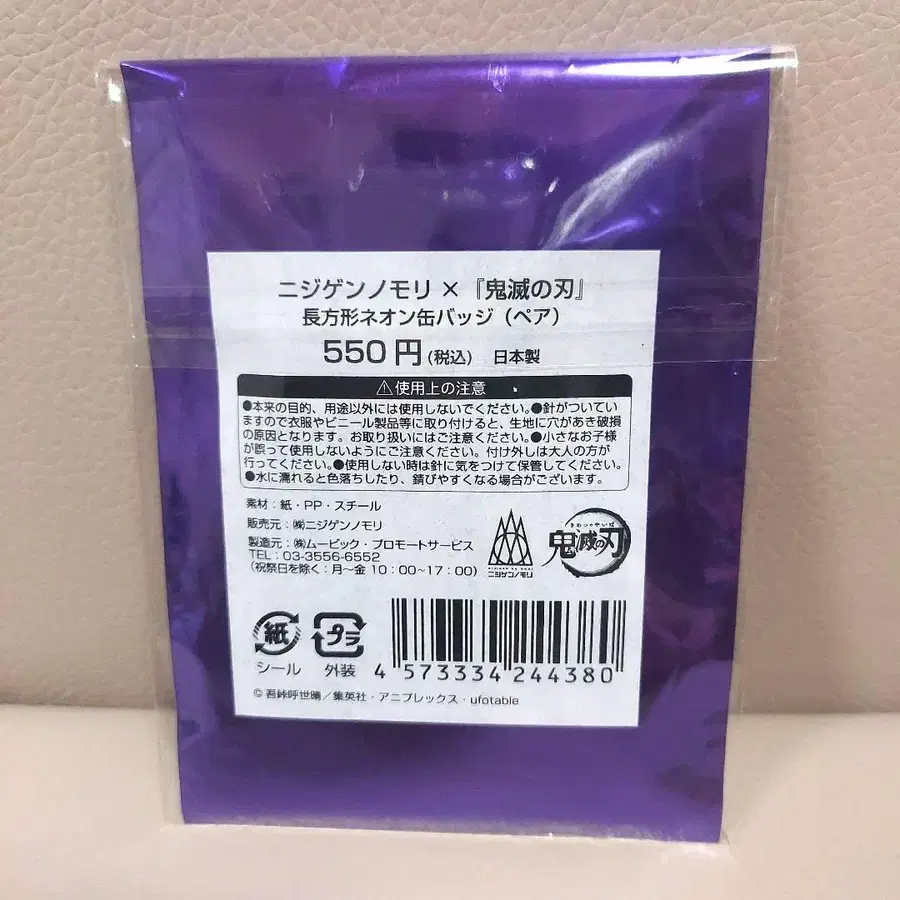 ニジゲンノモリ×『鬼滅の刃』
長方形ネオン缶バッジ（ペア）
550円(税込) 日本製
⚠使用上の注意
●本来の目的、用途以外には使用しないでください。●針がついてい
ますので衣服やビニール製品等に取り付けると、生地に穴があき破損
の原因となります。お取り扱いにはご注意ください。●小さなお子様
が誤って使用しないようにご注意ください。付け外しは大人の方が
行ってください。●使用しない時は針に気をつけて保管してください。
●水に濡れると色落ちしたり、錆びやすくなる場合がございます。
素材：紙・PP・スチール
販売元：㈱ニジゲンノモリ
製造元：㈱ムービック・プロモートサービス
TEL：03-3556-6552
（祝祭日を除く：月～金 10：00～17：00）
ニジゲンノモリ
きめつのやいば
鬼滅の刃
紙
シール
プラ
外装
4 573334 244380
©吾峠呼世晴／集英社・アニプレックス・ufotable